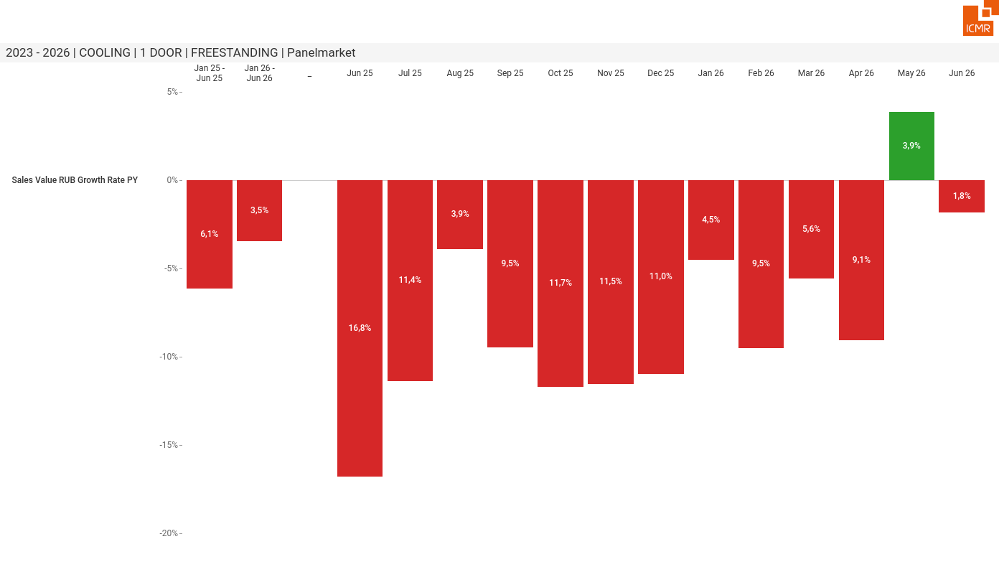 ICMR
2023 - 2026 | COOLING | 1 DOOR | FREESTANDING | Panelmarket
Jan 25 -
Jun 25
Jan 26 -
Jun 26
–
Jun 25
Jul 25
Aug 25
Sep 25
Oct 25
Nov 25
Dec 25
Jan 26
Feb 26
Mar 26
Apr 26
May 26
Jun 26
5%
0%
-5%
-10%
-15%
-20%
Sales Value RUB Growth Rate PY
6,1%
3,5%
16,8%
11,4%
3,9%
9,5%
11,7%
11,5%
11,0%
4,5%
9,5%
5,6%
9,1%
3,9%
1,8%